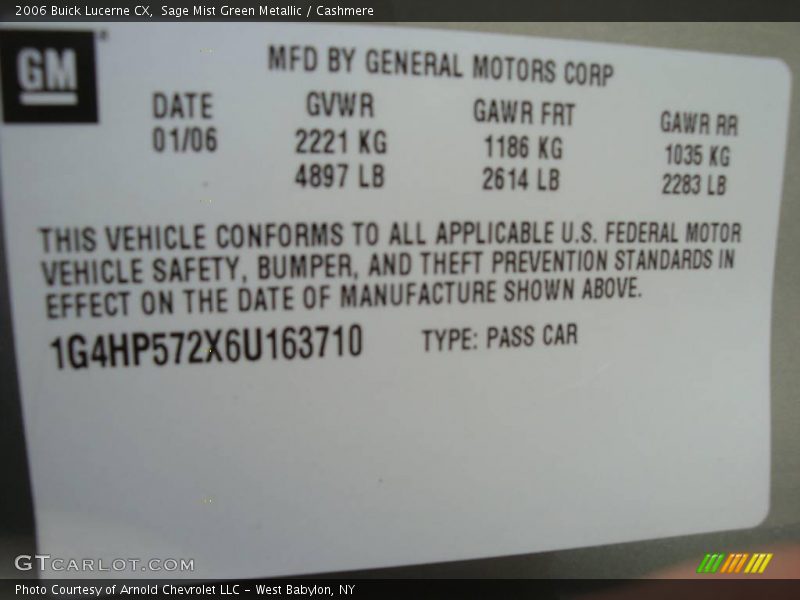 2006 Buick Lucerne CX, Sage Mist Green Metallic / Cashmere
GM
MFD BY GENERAL MOTORS CORP
DATE GVWR GAWR FRT GAWR RR
01/06 2221 KG 1186 KG 1035 KG
4897 LB 2614 LB 2283 LB
THIS VEHICLE CONFORMS TO ALL APPLICABLE U.S. FEDERAL MOTOR
VEHICLE SAFETY, BUMPER, AND THEFT PREVENTION STANDARDS IN
EFFECT ON THE DATE OF MANUFACTURE SHOWN ABOVE.
1G4HP572X6U163710 TYPE: PASS CAR
GTCARLOT.COM
Photo Courtesy of Arnold Chevrolet LLC - West Babylon, NY